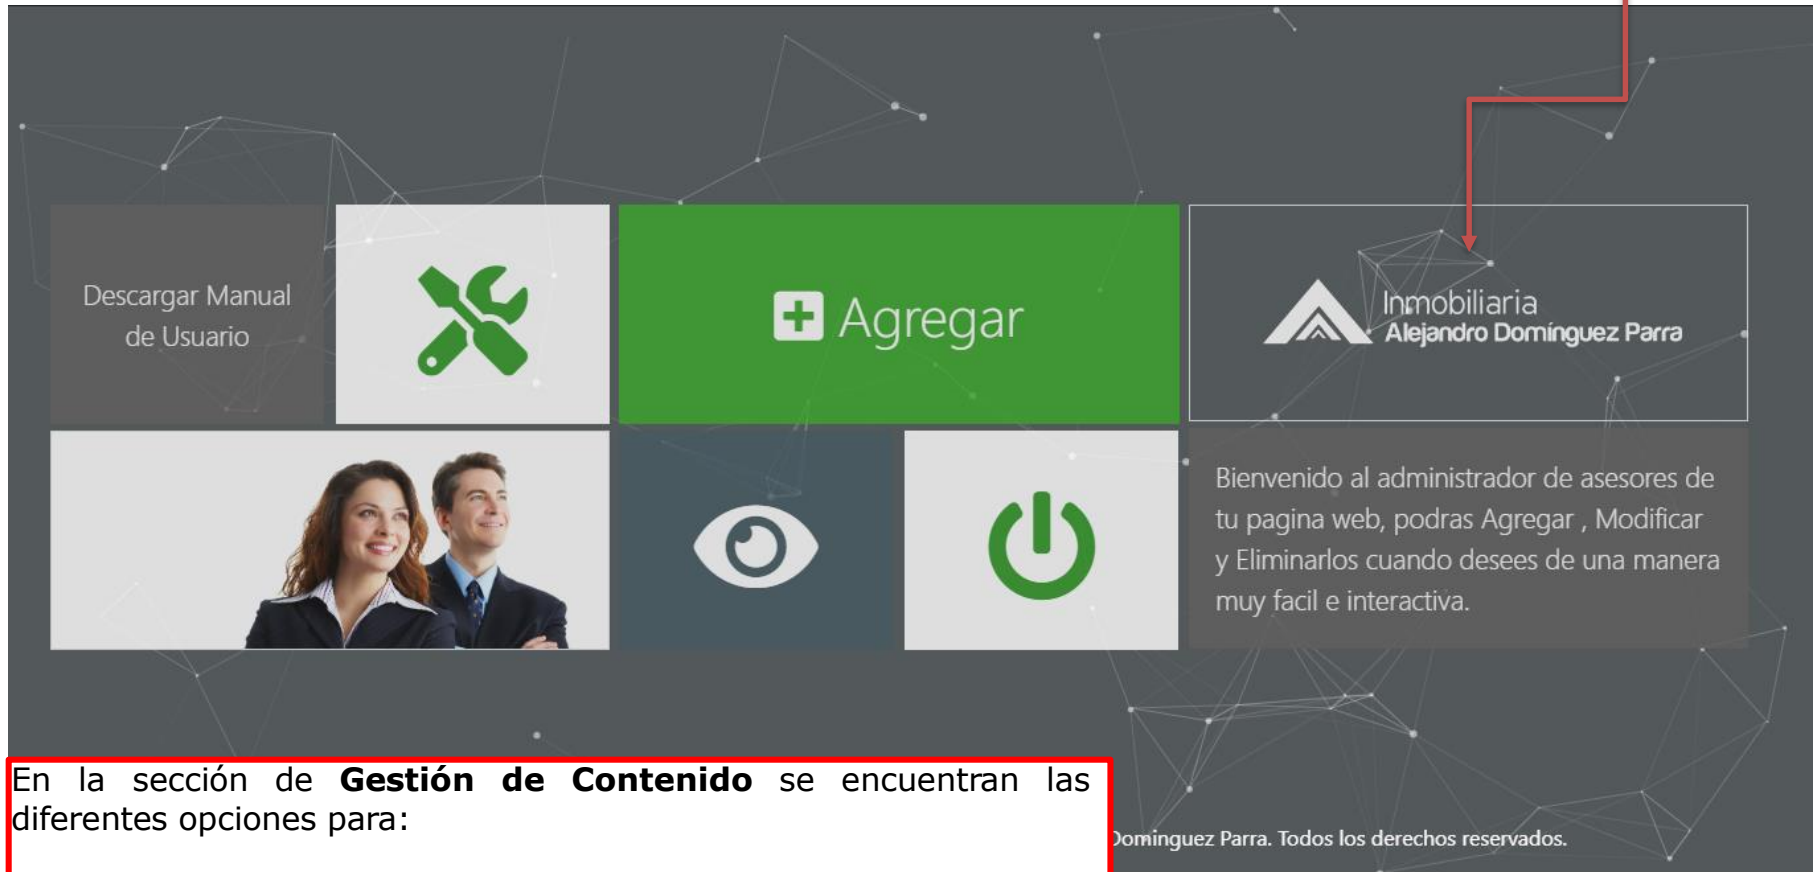 Descargar Manual
de Usuario
Agregar
Inmobiliaria
Alejandro Domínguez Parra
Bienvenido al administrador de asesores de
tu pagina web, podras Agregar , Modificar
y Eliminarlos cuando desees de una manera
muy facil e interactiva.
En la sección de Gestión de Contenido se encuentran las
diferentes opciones para:
Dominguez Parra. Todos los derechos reservados.